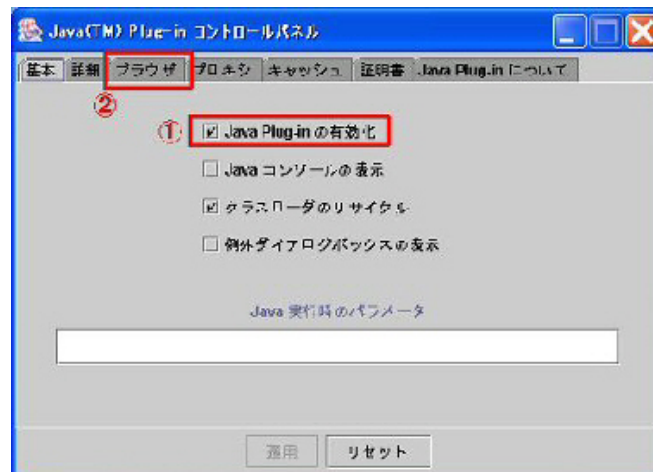 Java(TM) Plug-in コントロールパネル
基本 詳細 ブラウザ プロキシ キャッシュ 証明書 Java Plug-in について
②
① Java Plug-in の有効化
Java コンソールの表示
クラスローダのリサイクル
例外ダイアログボックスの表示
Java 実行時のパラメータ
適用 リセット